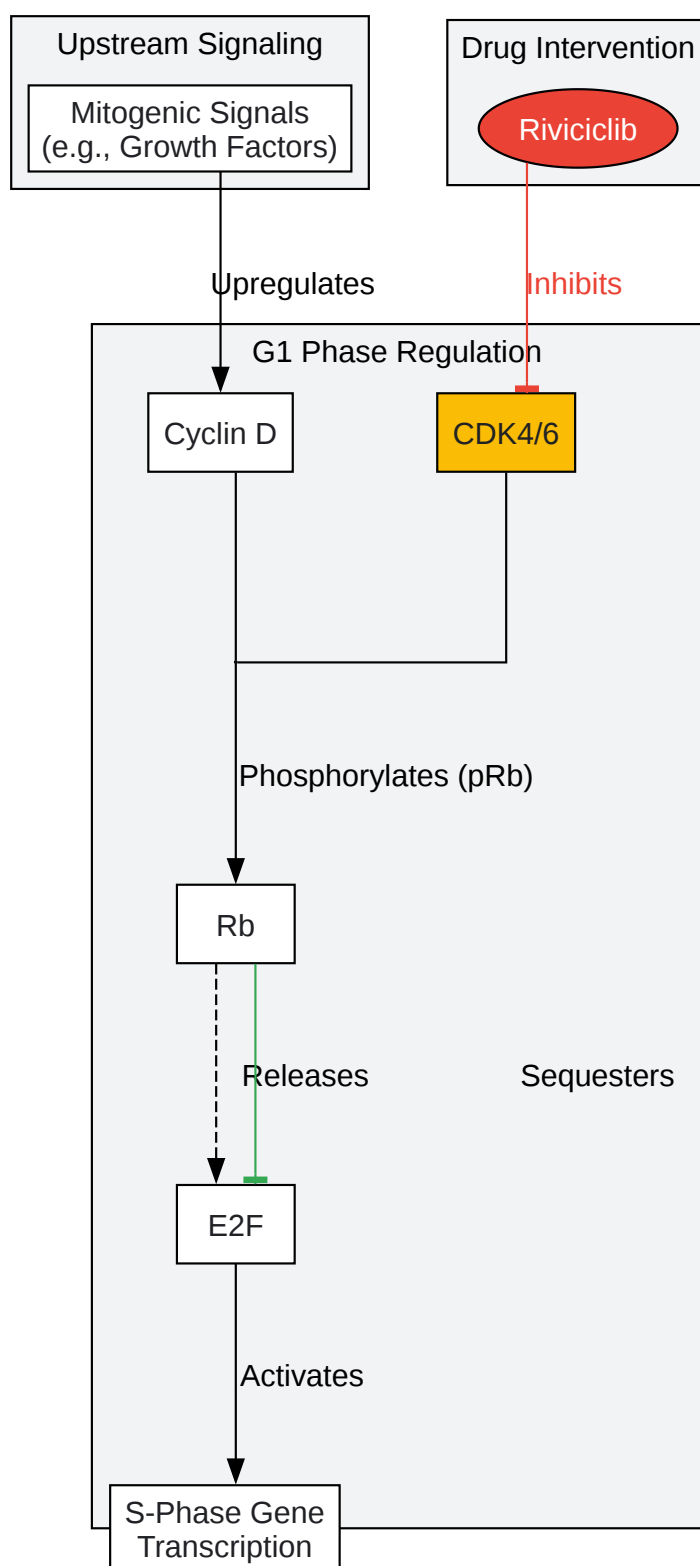 Upstream Signaling
Drug Intervention
Mitogenic Signals
(e.g., Growth Factors)
Riviciclib
Upregulates
Inhibits
G1 Phase Regulation
Cyclin D
CDK4/6
Phosphorylates (pRb)
Rb
Releases
Sequesters
E2F
Activates
S-Phase Gene
Transcription